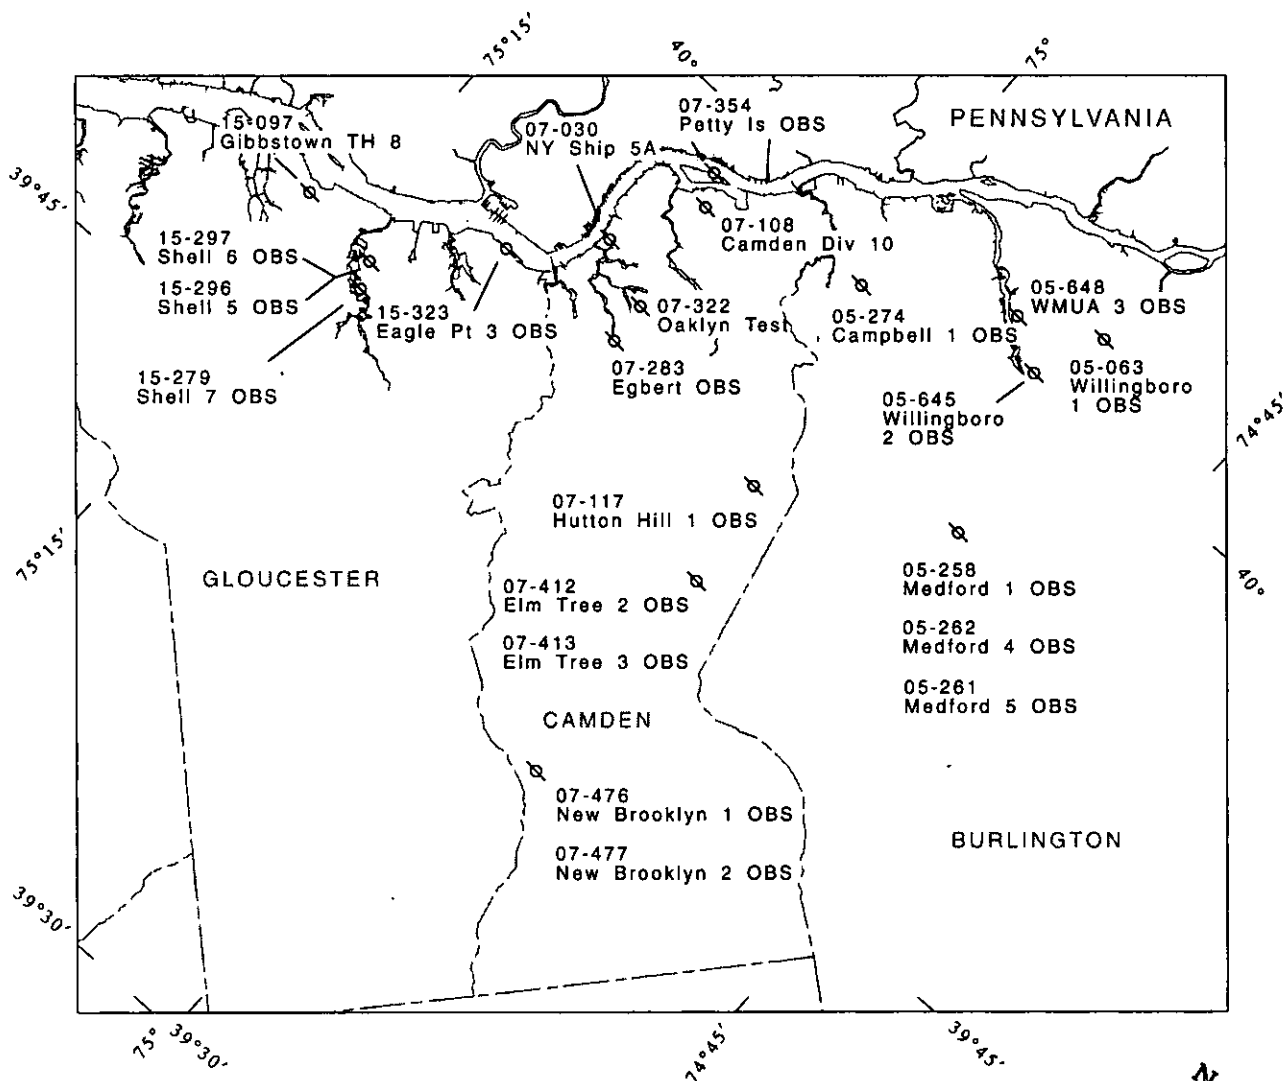 75°15'
40°
75°
07-354
Petty Is OBS
PENNSYLVANIA
15-097
Gibbstown TH 8
07-030
NY Ship 5A
39°45'
07-108
Camden Div 10
15-297
Shell 6 OBS
15-296
Shell 5 OBS
15-323
Eagle Pt 3 OBS
07-322
Oaklyn Test
05-274
Campbell 1 OBS
05-648
WMUA 3 OBS
15-279
Shell 7 OBS
07-283
Egbert OBS
05-063
Willingboro
1 OBS
05-645
Willingboro
2 OBS
74°45'
07-117
Hutton Hill 1 OBS
75°15'
GLOUCESTER
07-412
Elm Tree 2 OBS
05-258
Medford 1 OBS
40°
07-413
Elm Tree 3 OBS
05-262
Medford 4 OBS
05-261
Medford 5 OBS
CAMDEN
07-476
New Brooklyn 1 OBS
BURLINGTON
07-477
New Brooklyn 2 OBS
39°30'
75°
39°30'
74°45'
39°45'
N